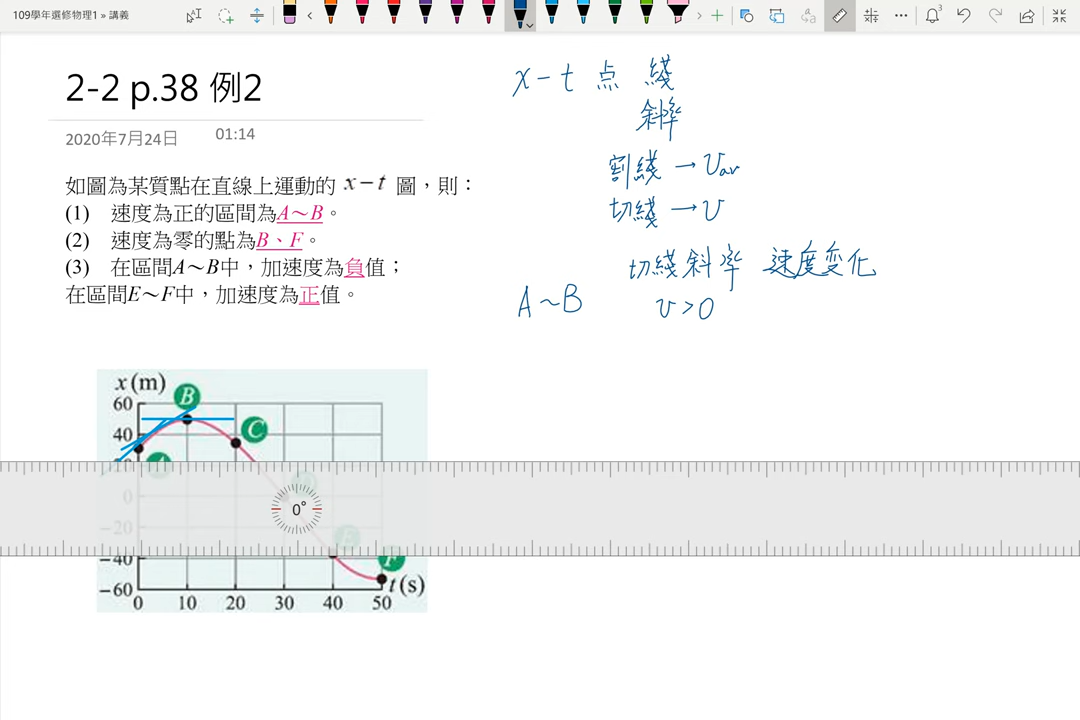 109學年選修物理1 » 講義
3
2-2 p.38 例2
2020年7月24日 01:14
如圖為某質點在直線上運動的 x－t 圖，則：
(1) 速度為正的區間為A～B。
(2) 速度為零的點為B、F。
(3) 在區間A～B中，加速度為負值；
在區間E～F中，加速度為正值。
x－t 点 綫
斜率
割綫 → vav
切綫 → v
切綫斜率 速度变化
A～B v>0
x(m)
B
60
C
40
0°
0
−20
E
−40
F
−60
t(s)
0 10 20 30 40 50